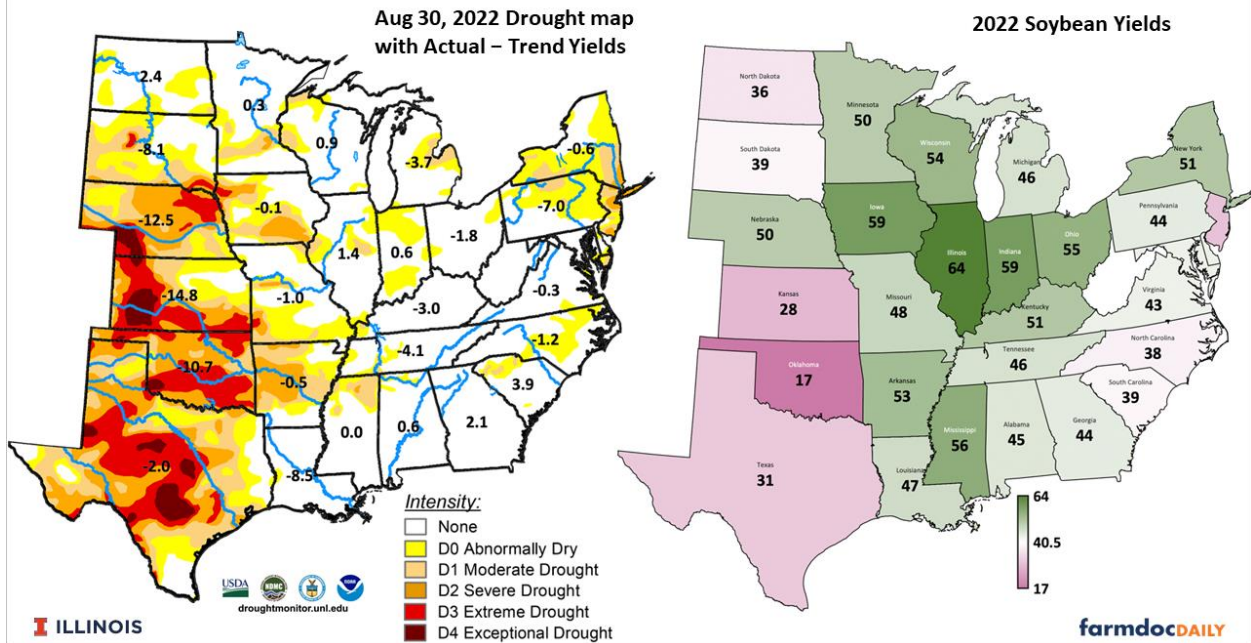 Aug 30, 2022 Drought map
with Actual – Trend Yields
2.4
0.3
0.9
-8.1
-3.7
-0.6
-12.5
-0.1
-7.0
1.4
0.6
-1.8
-14.8
-1.0
-3.0
-0.3
-10.7
-0.5
2.
-4.1
-1.2
3.9
0.0
0.6
2.1
-2.0
-8.5
Intensity:
None
D0 Abnormally Dry
D1 Moderate Drought
D2 Severe Drought
D3 Extreme Drought
D4 Exceptional Drought
USDA
NDMC
droughtmonitor.unl.edu
I ILLINOIS
2022 Soybean Yields
North Dakota
36
Minnesota
50
South Dakota
39
Wisconsin
54
Michigan
46
New York
51
Nebraska
50
Iowa
59
Pennsylvania
44
Illinois
64
Indiana
59
Ohio
55
Kansas
28
Missouri
48
Kentucky
51
Virginia
43
Oklahoma
17
Arkansas
53
Tennessee
46
North Carolina
38
South Carolina
39
Texas
31
Louisiana
47
Mississippi
56
Alabama
45
Georgia
44
64
40.5
17
farmdocDAILY